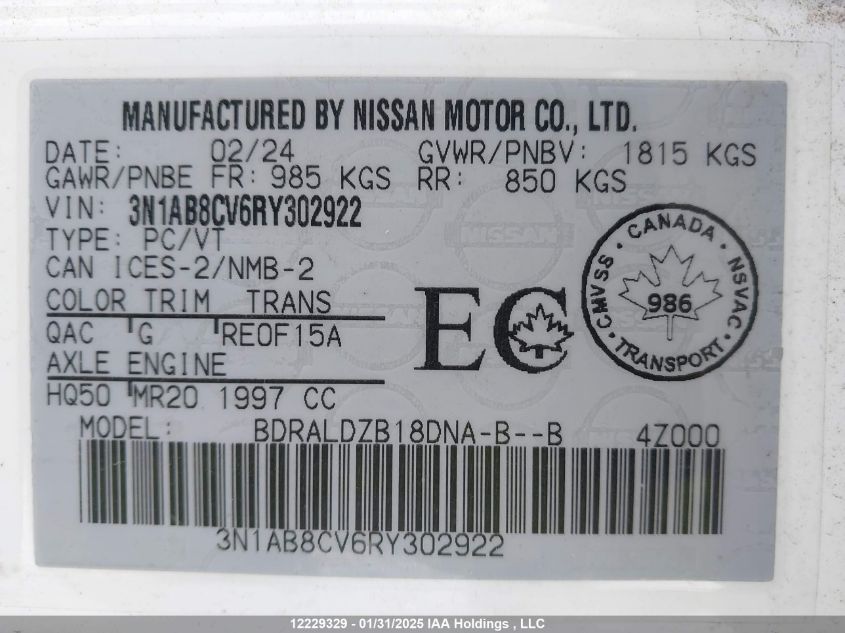 MANUFACTURED BY NISSAN MOTOR CO., LTD.
DATE: 02/24 GVWR/PNBV: 1815 KGS
GAWR/PNBE FR: 985 KGS RR: 850 KGS
VIN: 3N1AB8CV6RY302922
TYPE: PC/VT
CAN ICES-2/NMB-2
COLOR TRIM TRANS
QAC G RE0F15A
AXLE ENGINE
HQ50 MR20 1997 CC
EC
CANADA
CMVSS · NSVAC
986
TRANSPORT
MODEL: BDRALDZB18DNA-B--B 4Z000
3N1AB8CV6RY302922
NISSAN
12229329 - 01/31/2025 IAA Holdings , LLC